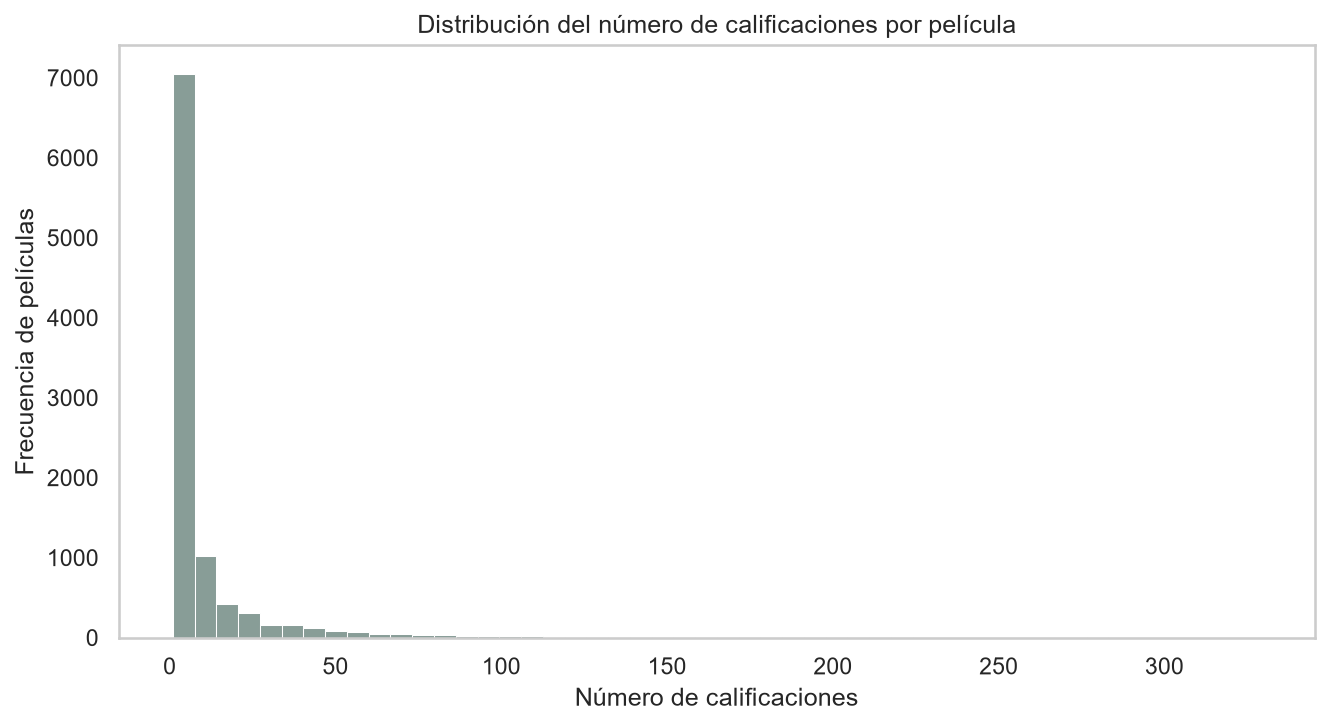 Distribución del número de calificaciones por película
Frecuencia de películas
7000
6000
5000
4000
3000
2000
1000
0
0 50 100 150 200 250 300
Número de calificaciones